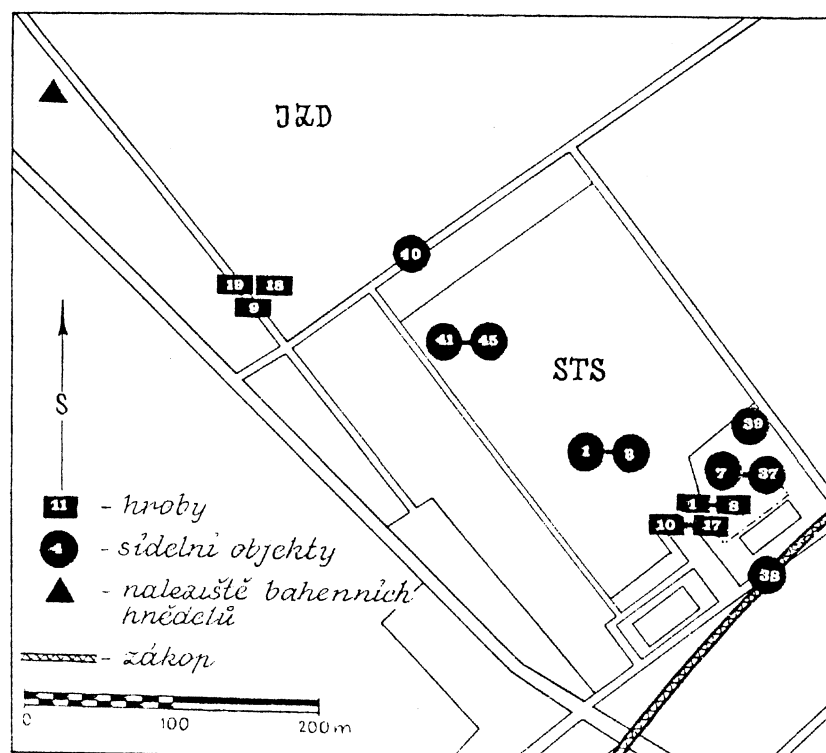 JZD
40
19 18
9
41 45
STS
1 8
39
7 37
1 8
10 17
38
S
11 - hroby
4 - sídelní objekty
- naleziště bahenních
hnědelů
- zákop
0 100 200 m